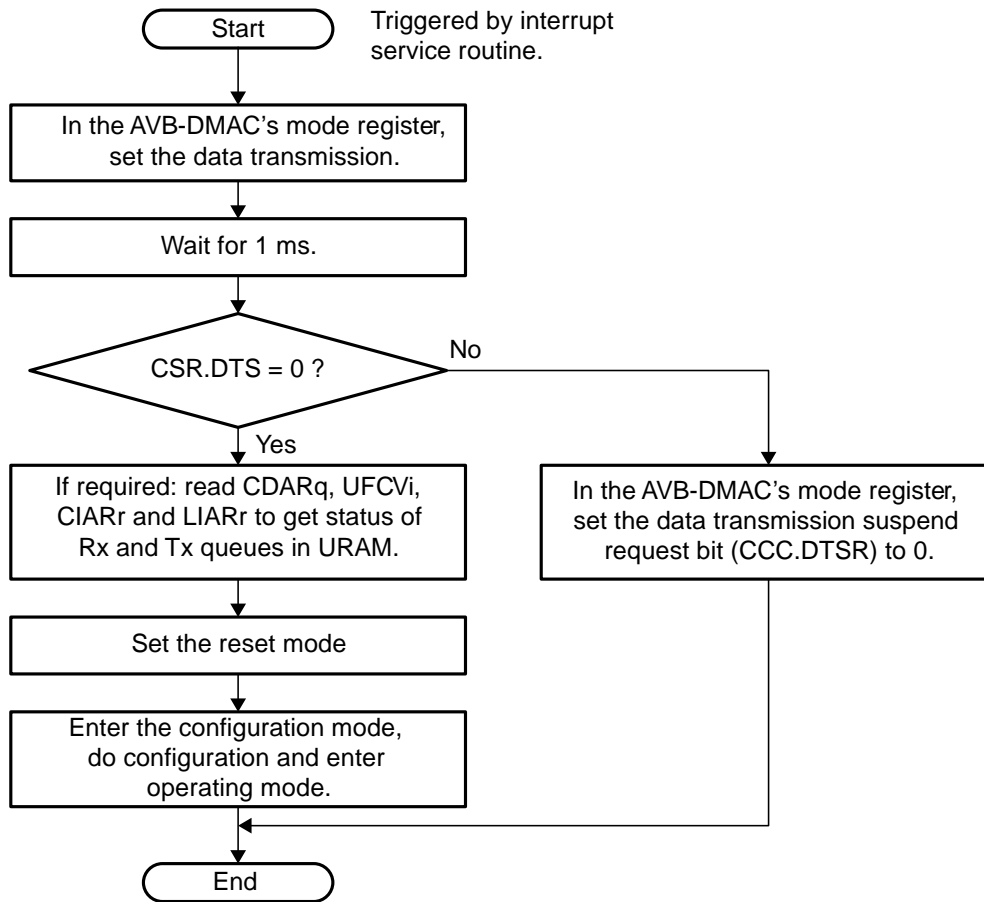 Start
Triggered by interrupt
service routine.
In the AVB-DMAC’s mode register,
set the data transmission.
Wait for 1 ms.
CSR.DTS = 0 ?
No
Yes
If required: read CDARq, UFCVi,
CIARr and LIARr to get status of
Rx and Tx queues in URAM.
In the AVB-DMAC’s mode register,
set the data transmission suspend
request bit (CCC.DTSR) to 0.
Set the reset mode
Enter the configuration mode,
do configuration and enter
operating mode.
End